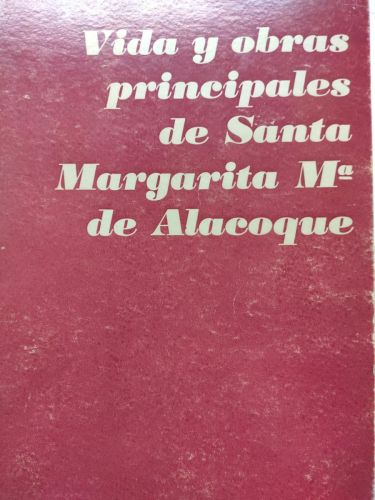 Vida y obras
principales
de Santa
Margarita Mª
de Alacoque